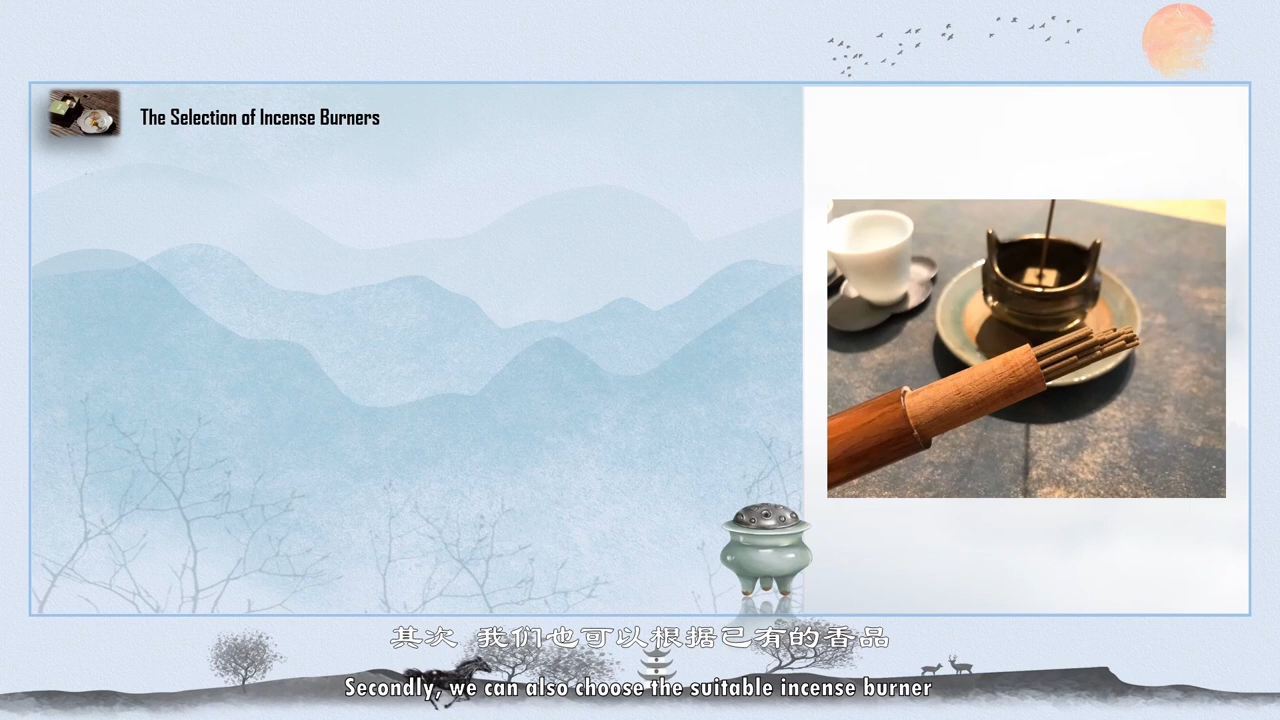 The Selection of Incense Burners
其次 我们也可以根据已有的香品
Secondly, we can also choose the suitable incense burner